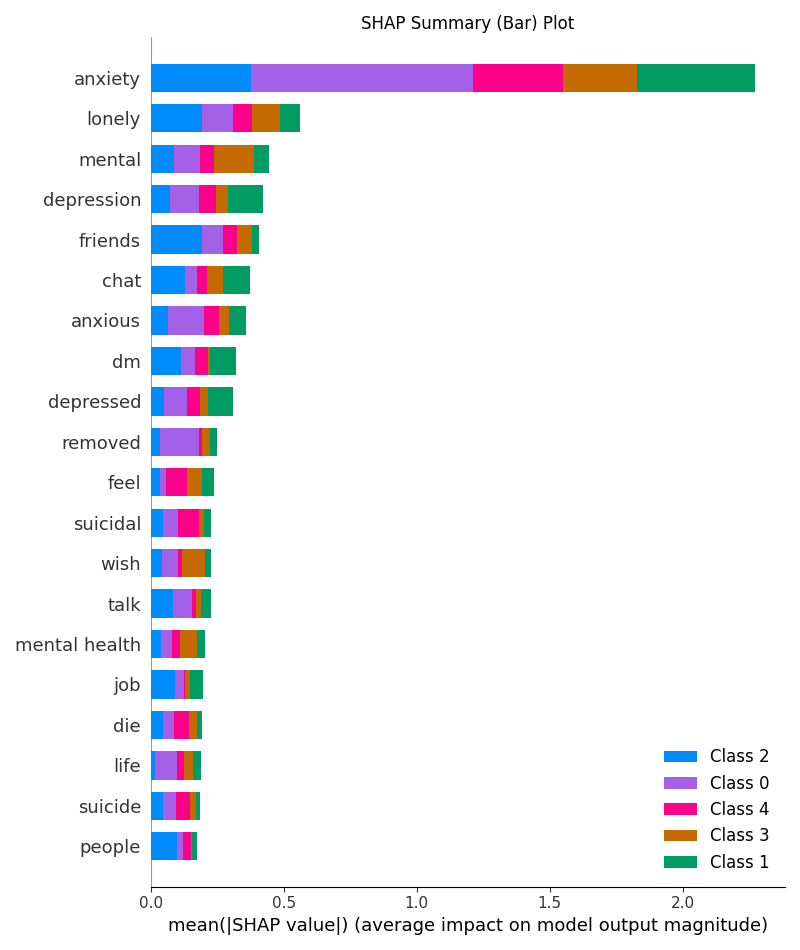 SHAP Summary (Bar) Plot
anxiety
lonely
mental
depression
friends
chat
anxious
dm
depressed
removed
feel
suicidal
wish
talk
mental health
job
die
life
suicide
people
Class 2
Class 0
Class 4
Class 3
Class 1
0.0 0.5 1.0 1.5 2.0
mean(|SHAP value|) (average impact on model output magnitude)